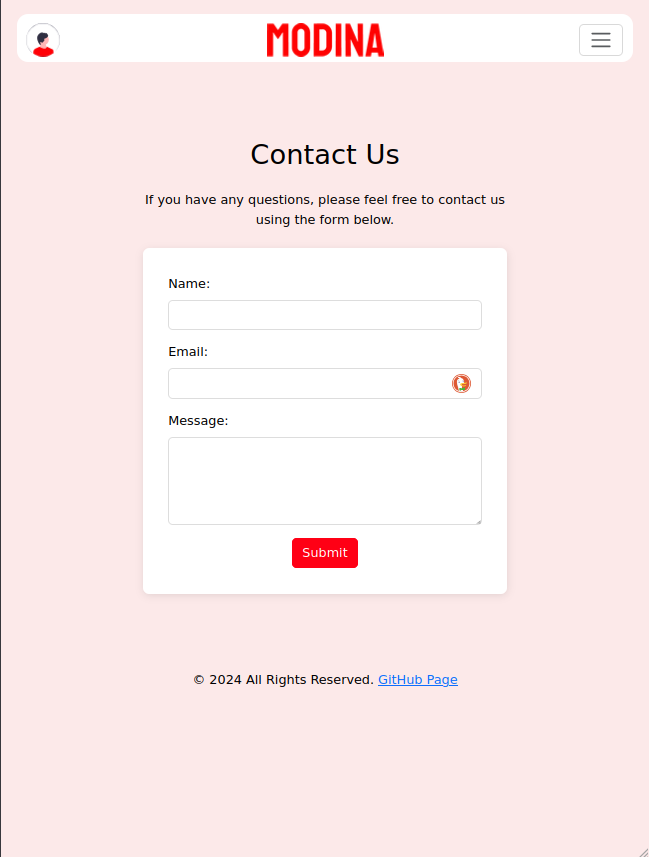 MODINA
Contact Us
If you have any questions, please feel free to contact us
using the form below.
Name:
Email:
Message:
Submit
© 2024 All Rights Reserved. GitHub Page